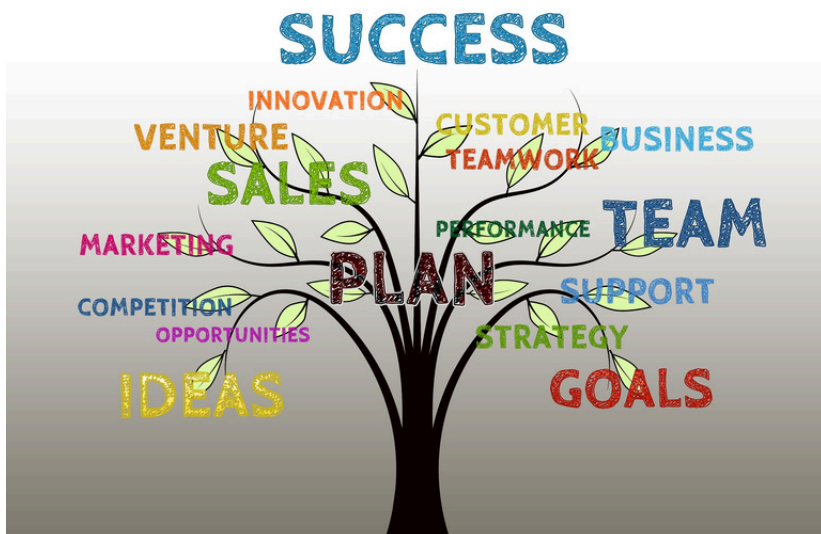 SUCCESS
INNOVATION
CUSTOMER
VENTURE
BUSINESS
TEAMWORK
SALES
TEAM
PERFORMANCE
MARKETING
PLAN
SUPPORT
COMPETITION
OPPORTUNITIES
STRATEGY
IDEAS
GOALS